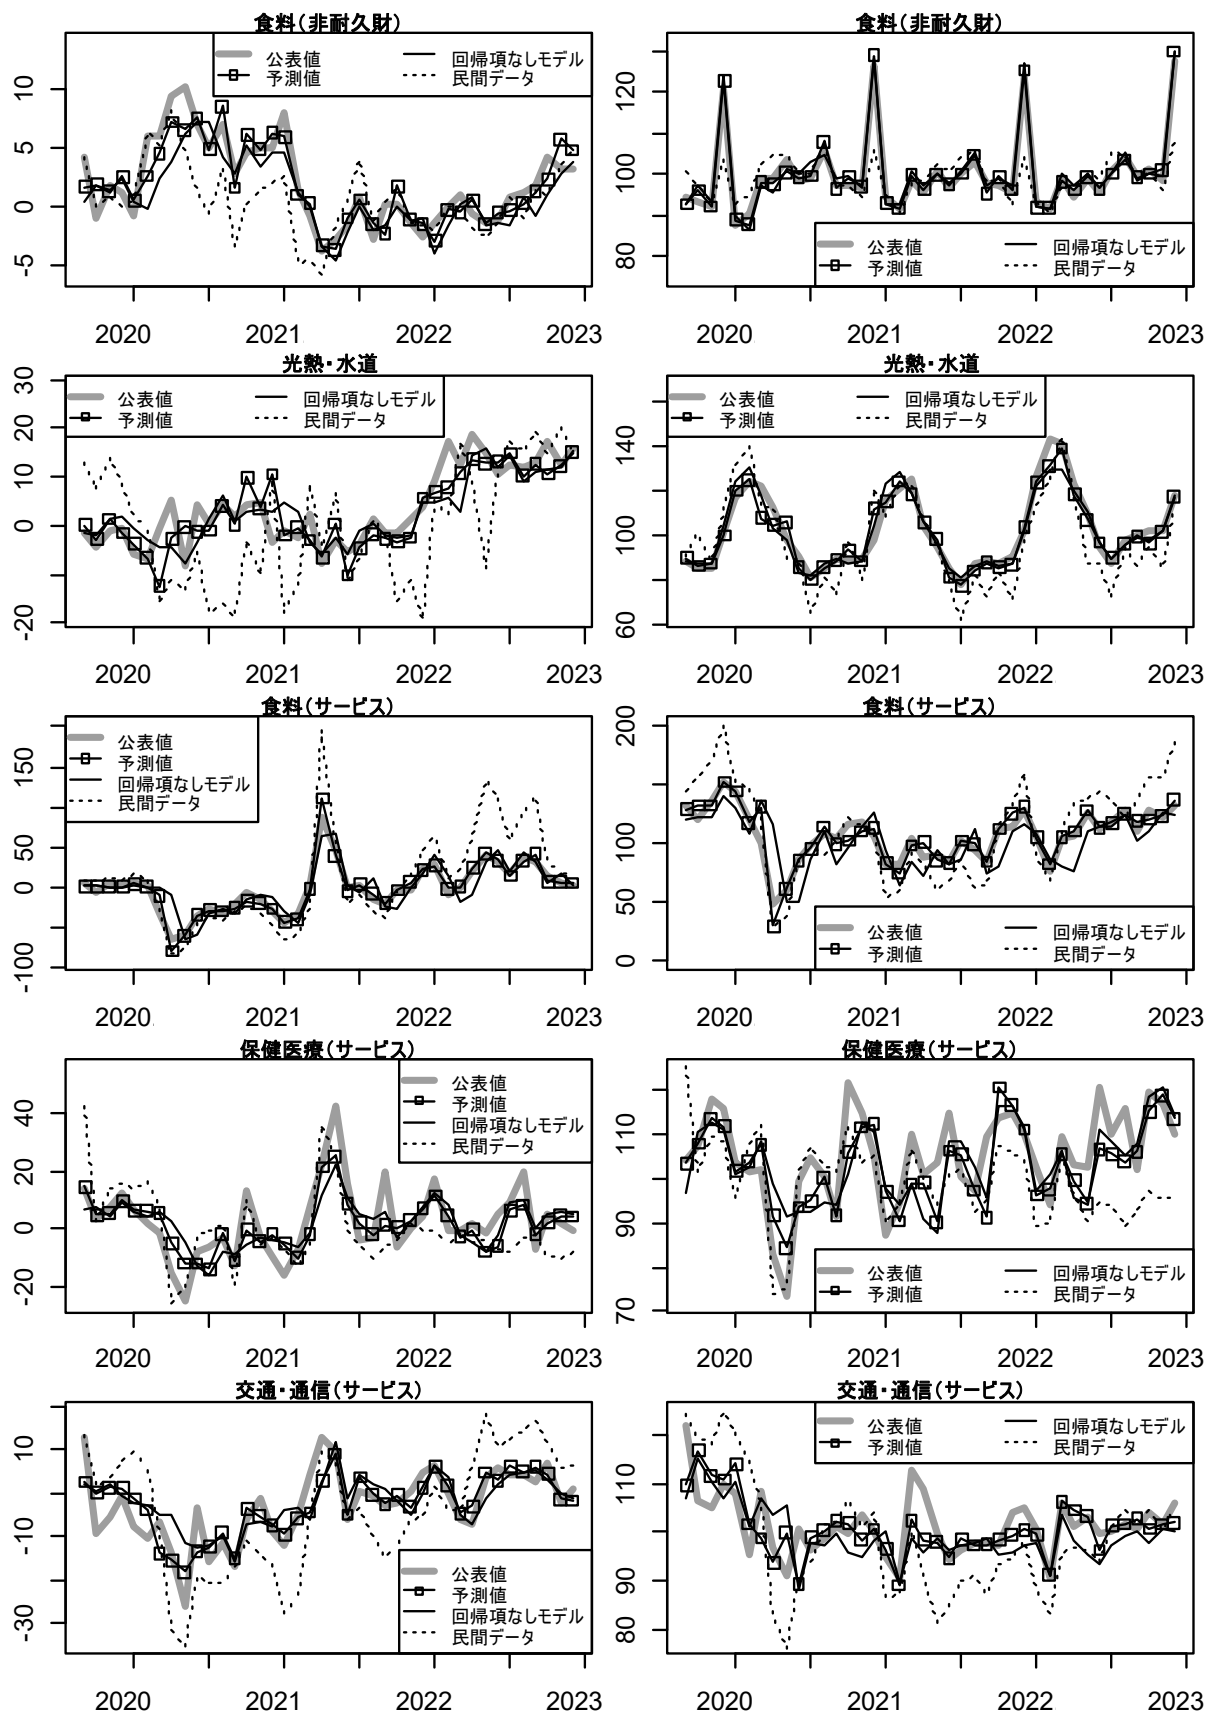 食料（非耐久財）
公表値
予測値
回帰項なしモデル
民間データ
10
5
0
-5
2020 2021 2022 2023
食料（非耐久財）
公表値
予測値
回帰項なしモデル
民間データ
120
100
80
2020 2021 2022 2023
光熱・水道
公表値
予測値
回帰項なしモデル
民間データ
30
20
10
0
-20
2020 2021 2022 2023
光熱・水道
公表値
予測値
回帰項なしモデル
民間データ
140
100
60
2020 2021 2022 2023
食料（サービス）
公表値
予測値
回帰項なしモデル
民間データ
150
50
0
-100
2020 2021 2022 2023
食料（サービス）
公表値
予測値
回帰項なしモデル
民間データ
200
100
50
0
2020 2021 2022 2023
保健医療（サービス）
公表値
予測値
回帰項なしモデル
民間データ
40
20
0
-20
2020 2021 2022 2023
保健医療（サービス）
公表値
予測値
回帰項なしモデル
民間データ
110
90
70
2020 2021 2022 2023
交通・通信（サービス）
公表値
予測値
回帰項なしモデル
民間データ
10
-10
-30
2020 2021 2022 2023
交通・通信（サービス）
公表値
予測値
回帰項なしモデル
民間データ
110
90
80
2020 2021 2022 2023